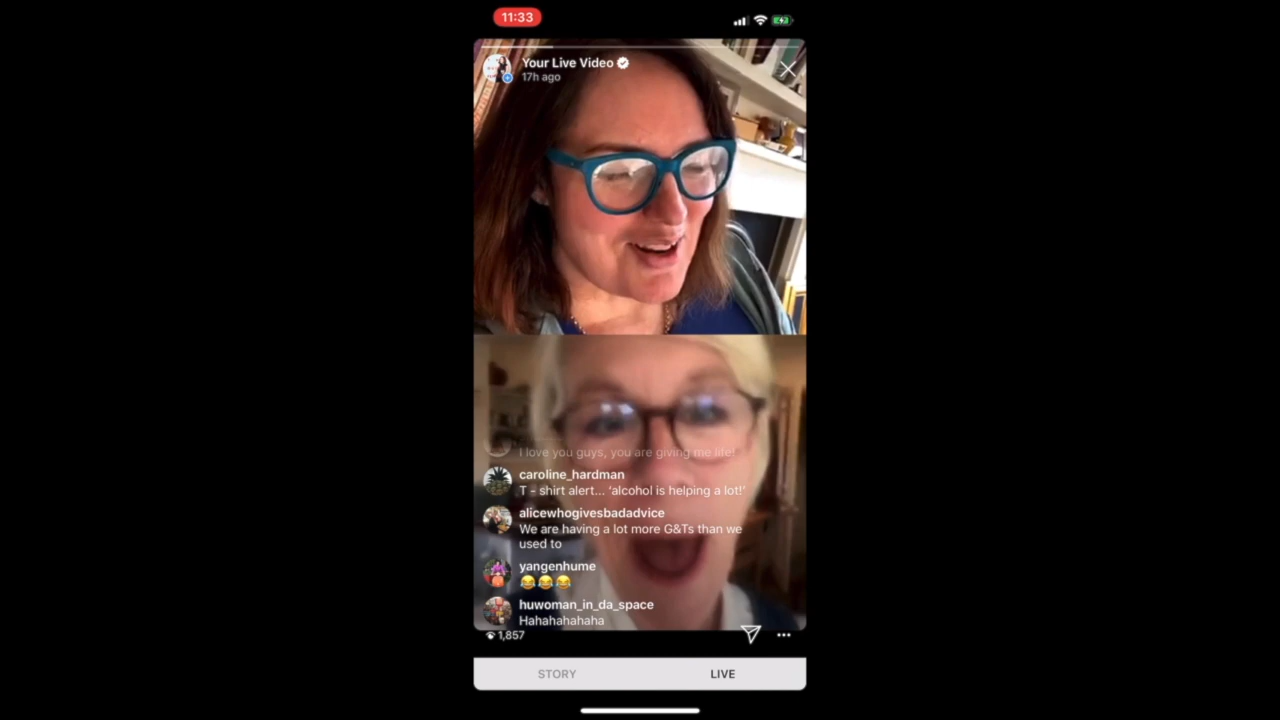 11:33
Your Live Video
17h ago
I love you guys, you are giving me life!
caroline_hardman
T - shirt alert... ‘alcohol is helping a lot!’
alicewhogivesbadadvice
We are having a lot more G&Ts than we
used to
yangenhume
😂😂😂
huwoman_in_da_space
Hahahahahaha
1,857
STORY
LIVE